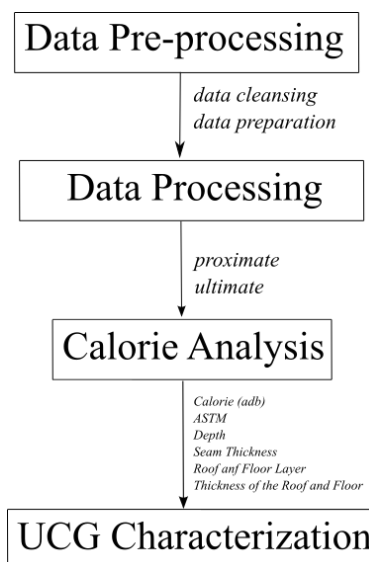 Data Pre-processing
data cleansing
data preparation
Data Processing
proximate
ultimate
Calorie Analysis
Calorie (adb)
ASTM
Depth
Seam Thickness
Roof anf Floor Layer
Thickness of the Roof and Floor
UCG Characterization